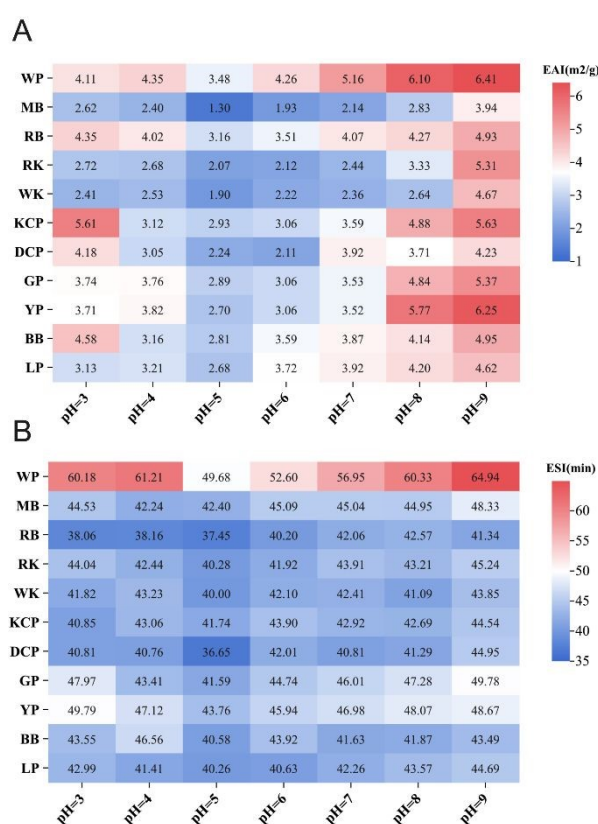 A
WP 4.11 4.35 3.48 4.26 5.16 6.10 6.41
MB 2.62 2.40 1.30 1.93 2.14 2.83 3.94
RB 4.35 4.02 3.16 3.51 4.07 4.27 4.93
RK 2.72 2.68 2.07 2.12 2.44 3.33 5.31
WK 2.41 2.53 1.90 2.22 2.36 2.64 4.67
KCP 5.61 3.12 2.93 3.06 3.59 4.88 5.63
DCP 4.18 3.05 2.24 2.11 3.92 3.71 4.23
GP 3.74 3.76 2.89 3.06 3.53 4.84 5.37
YP 3.71 3.82 2.70 3.06 3.52 5.77 6.25
BB 4.58 3.16 2.81 3.59 3.87 4.14 4.95
LP 3.13 3.21 2.68 3.72 3.92 4.20 4.62
pH=3 pH=4 pH=5 pH=6 pH=7 pH=8 pH=9
EAI(m2/g)
6
5
4
3
2
1
B
WP 60.18 61.21 49.68 52.60 56.95 60.33 64.94
MB 44.53 42.24 42.40 45.09 45.04 44.95 48.33
RB 38.06 38.16 37.45 40.20 42.06 42.57 41.34
RK 44.04 42.44 40.28 41.92 43.91 43.21 45.24
WK 41.82 43.23 40.00 42.10 42.41 41.09 43.85
KCP 40.85 43.06 41.74 43.90 42.92 42.69 44.54
DCP 40.81 40.76 36.65 42.01 40.81 41.29 44.95
GP 47.97 43.41 41.59 44.74 46.01 47.28 49.78
YP 49.79 47.12 43.76 45.94 46.98 48.07 48.67
BB 43.55 46.56 40.58 43.92 41.63 41.87 43.49
LP 42.99 41.41 40.26 40.63 42.26 43.57 44.69
pH=3 pH=4 pH=5 pH=6 pH=7 pH=8 pH=9
ESI(min)
60
55
50
45
40
35